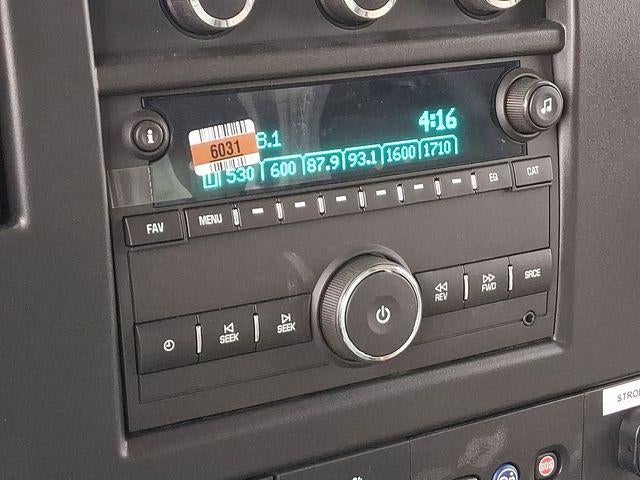 6031
8.1
4:16
530 600 87.9 93.1 1600 1710
i
EQ
CAT
FAV
MENU
SEEK
SEEK
REV
FWD
SRCE
SOS